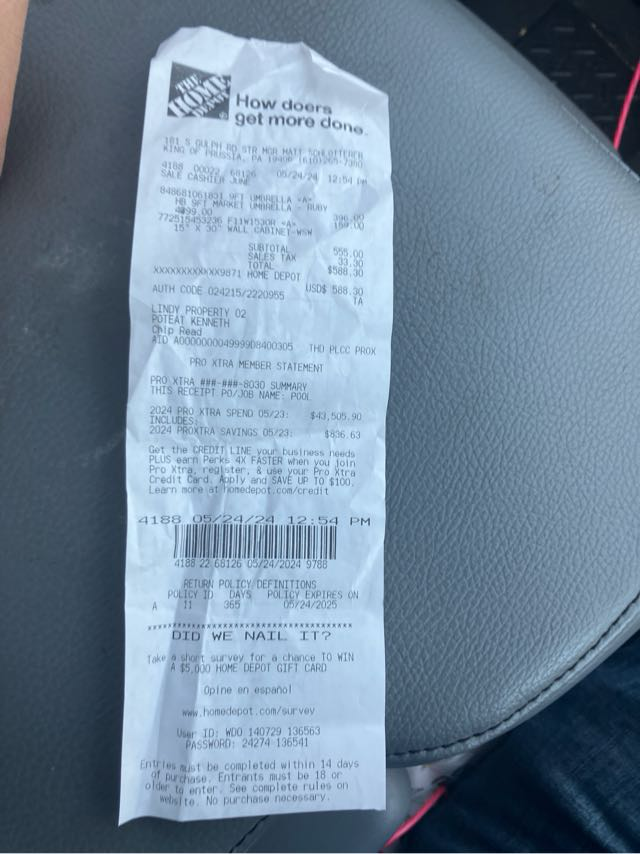 THE
HOME
DEPOT
How doers
get more done.
181 S GULPH RD STR MGR MATT SCHLOTTERER
KING OF PRUSSIA, PA 19406 (610)265-7380
4188 00022 68126 05/24/24 12:54 PM
SALE CASHIER JUNE
848681061831 9FT UMBRELLA <A>
HB 9FT MARKET UMBRELLA - RUBY
4@99.00 396.00
772515453236 F11W1530R <A> 159.00
15" X 30" WALL CABINET-WSW
SUBTOTAL 555.00
SALES TAX 33.30
TOTAL $588.30
XXXXXXXXXXXX9871 HOME DEPOT
USD$ 588.30
AUTH CODE 024215/2220955 TA
LINDY PROPERTY 02
POTEAT KENNETH
Chip Read
AID A0000000049999D8400305 THD PLCC PROX
PRO XTRA MEMBER STATEMENT
PRO XTRA ###-###-8030 SUMMARY
THIS RECEIPT PO/JOB NAME: POOL
2024 PRO XTRA SPEND 05/23: $43,505.90
INCLUDES:
2024 PROXTRA SAVINGS 05/23: $836.63
Get the CREDIT LINE your business needs
PLUS earn Perks 4X FASTER when you join
Pro Xtra, register, & use your Pro Xtra
Credit Card. Apply and SAVE UP TO $100.
Learn more at homedepot.com/credit
4188 05/24/24 12:54 PM
4188 22 68126 05/24/2024 9788
RETURN POLICY DEFINITIONS
POLICY ID DAYS POLICY EXPIRES ON
A 11 365 05/24/2025
DID WE NAIL IT?
Take a short survey for a chance TO WIN
A $5,000 HOME DEPOT GIFT CARD
Opine en español
www.homedepot.com/survey
User ID: WDO 140729 136563
PASSWORD: 24274 136541
Entries must be completed within 14 days
of purchase. Entrants must be 18 or
older to enter. See complete rules on
website. No purchase necessary.